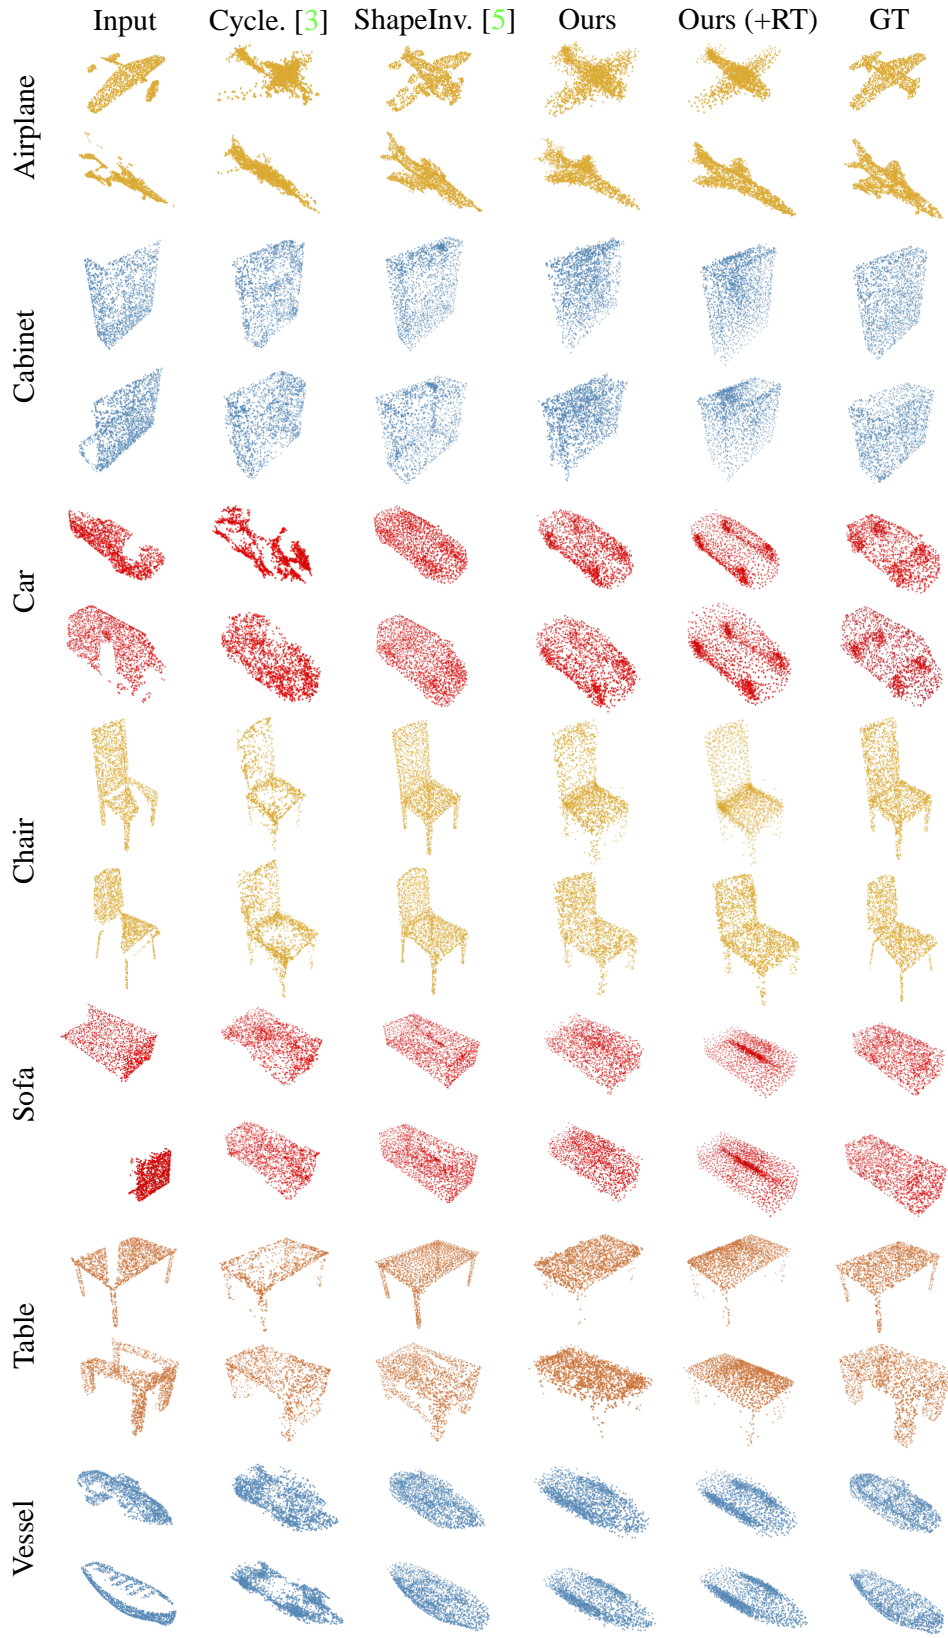 Input Cycle. [3] ShapeInv. [5] Ours Ours (+RT) GT
Airplane
Cabinet
Car
Chair
Sofa
Table
Vessel